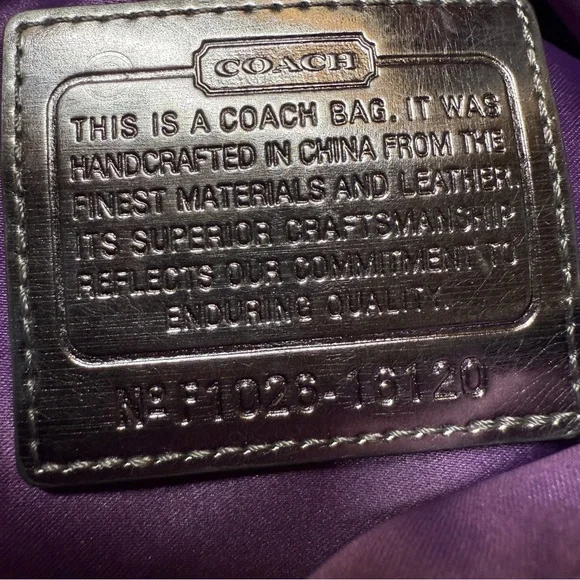 COACH
THIS IS A COACH BAG. IT WAS
HANDCRAFTED IN CHINA FROM THE
FINEST MATERIALS AND LEATHER.
ITS SUPERIOR CRAFTSMANSHIP
REFLECTS OUR COMMITMENT TO
ENDURING QUALITY.
Nº F1026-16120